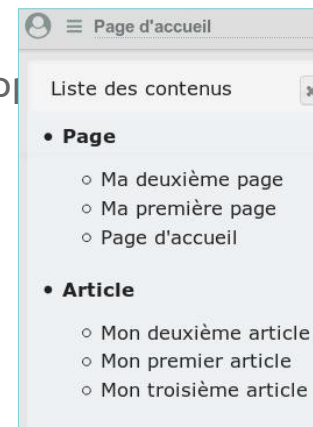 Page d'accueil
Liste des contenus
• Page
◦ Ma deuxième page
◦ Ma première page
◦ Page d'accueil
• Article
◦ Mon deuxième article
◦ Mon premier article
◦ Mon troisième article